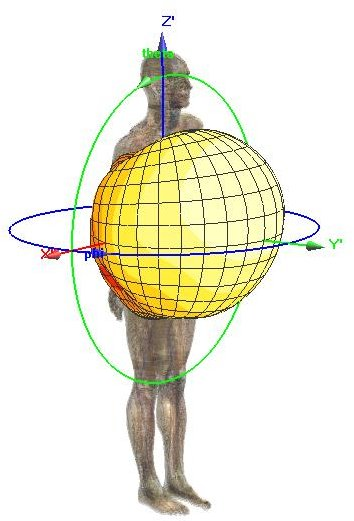 Z'
theta
Y'
X'
phi